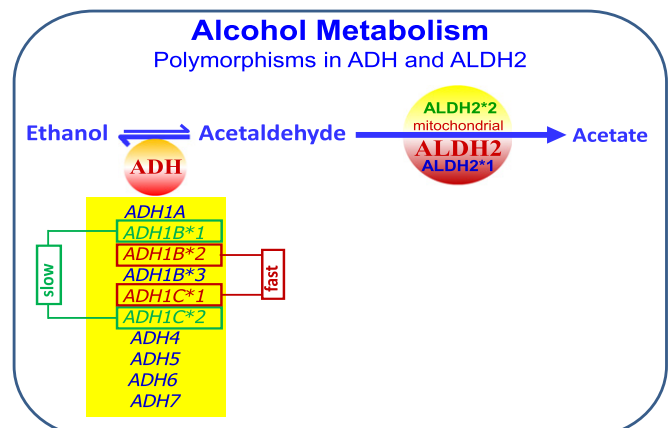 Alcohol Metabolism
Polymorphisms in ADH and ALDH2
Ethanol Acetaldehyde Acetate
ALDH2*2
mitochondrial
ALDH2
ALDH2*1
ADH
ADH1A
ADH1B*1
ADH1B*2
ADH1B*3
ADH1C*1
ADH1C*2
ADH4
ADH5
ADH6
ADH7
slow
fast